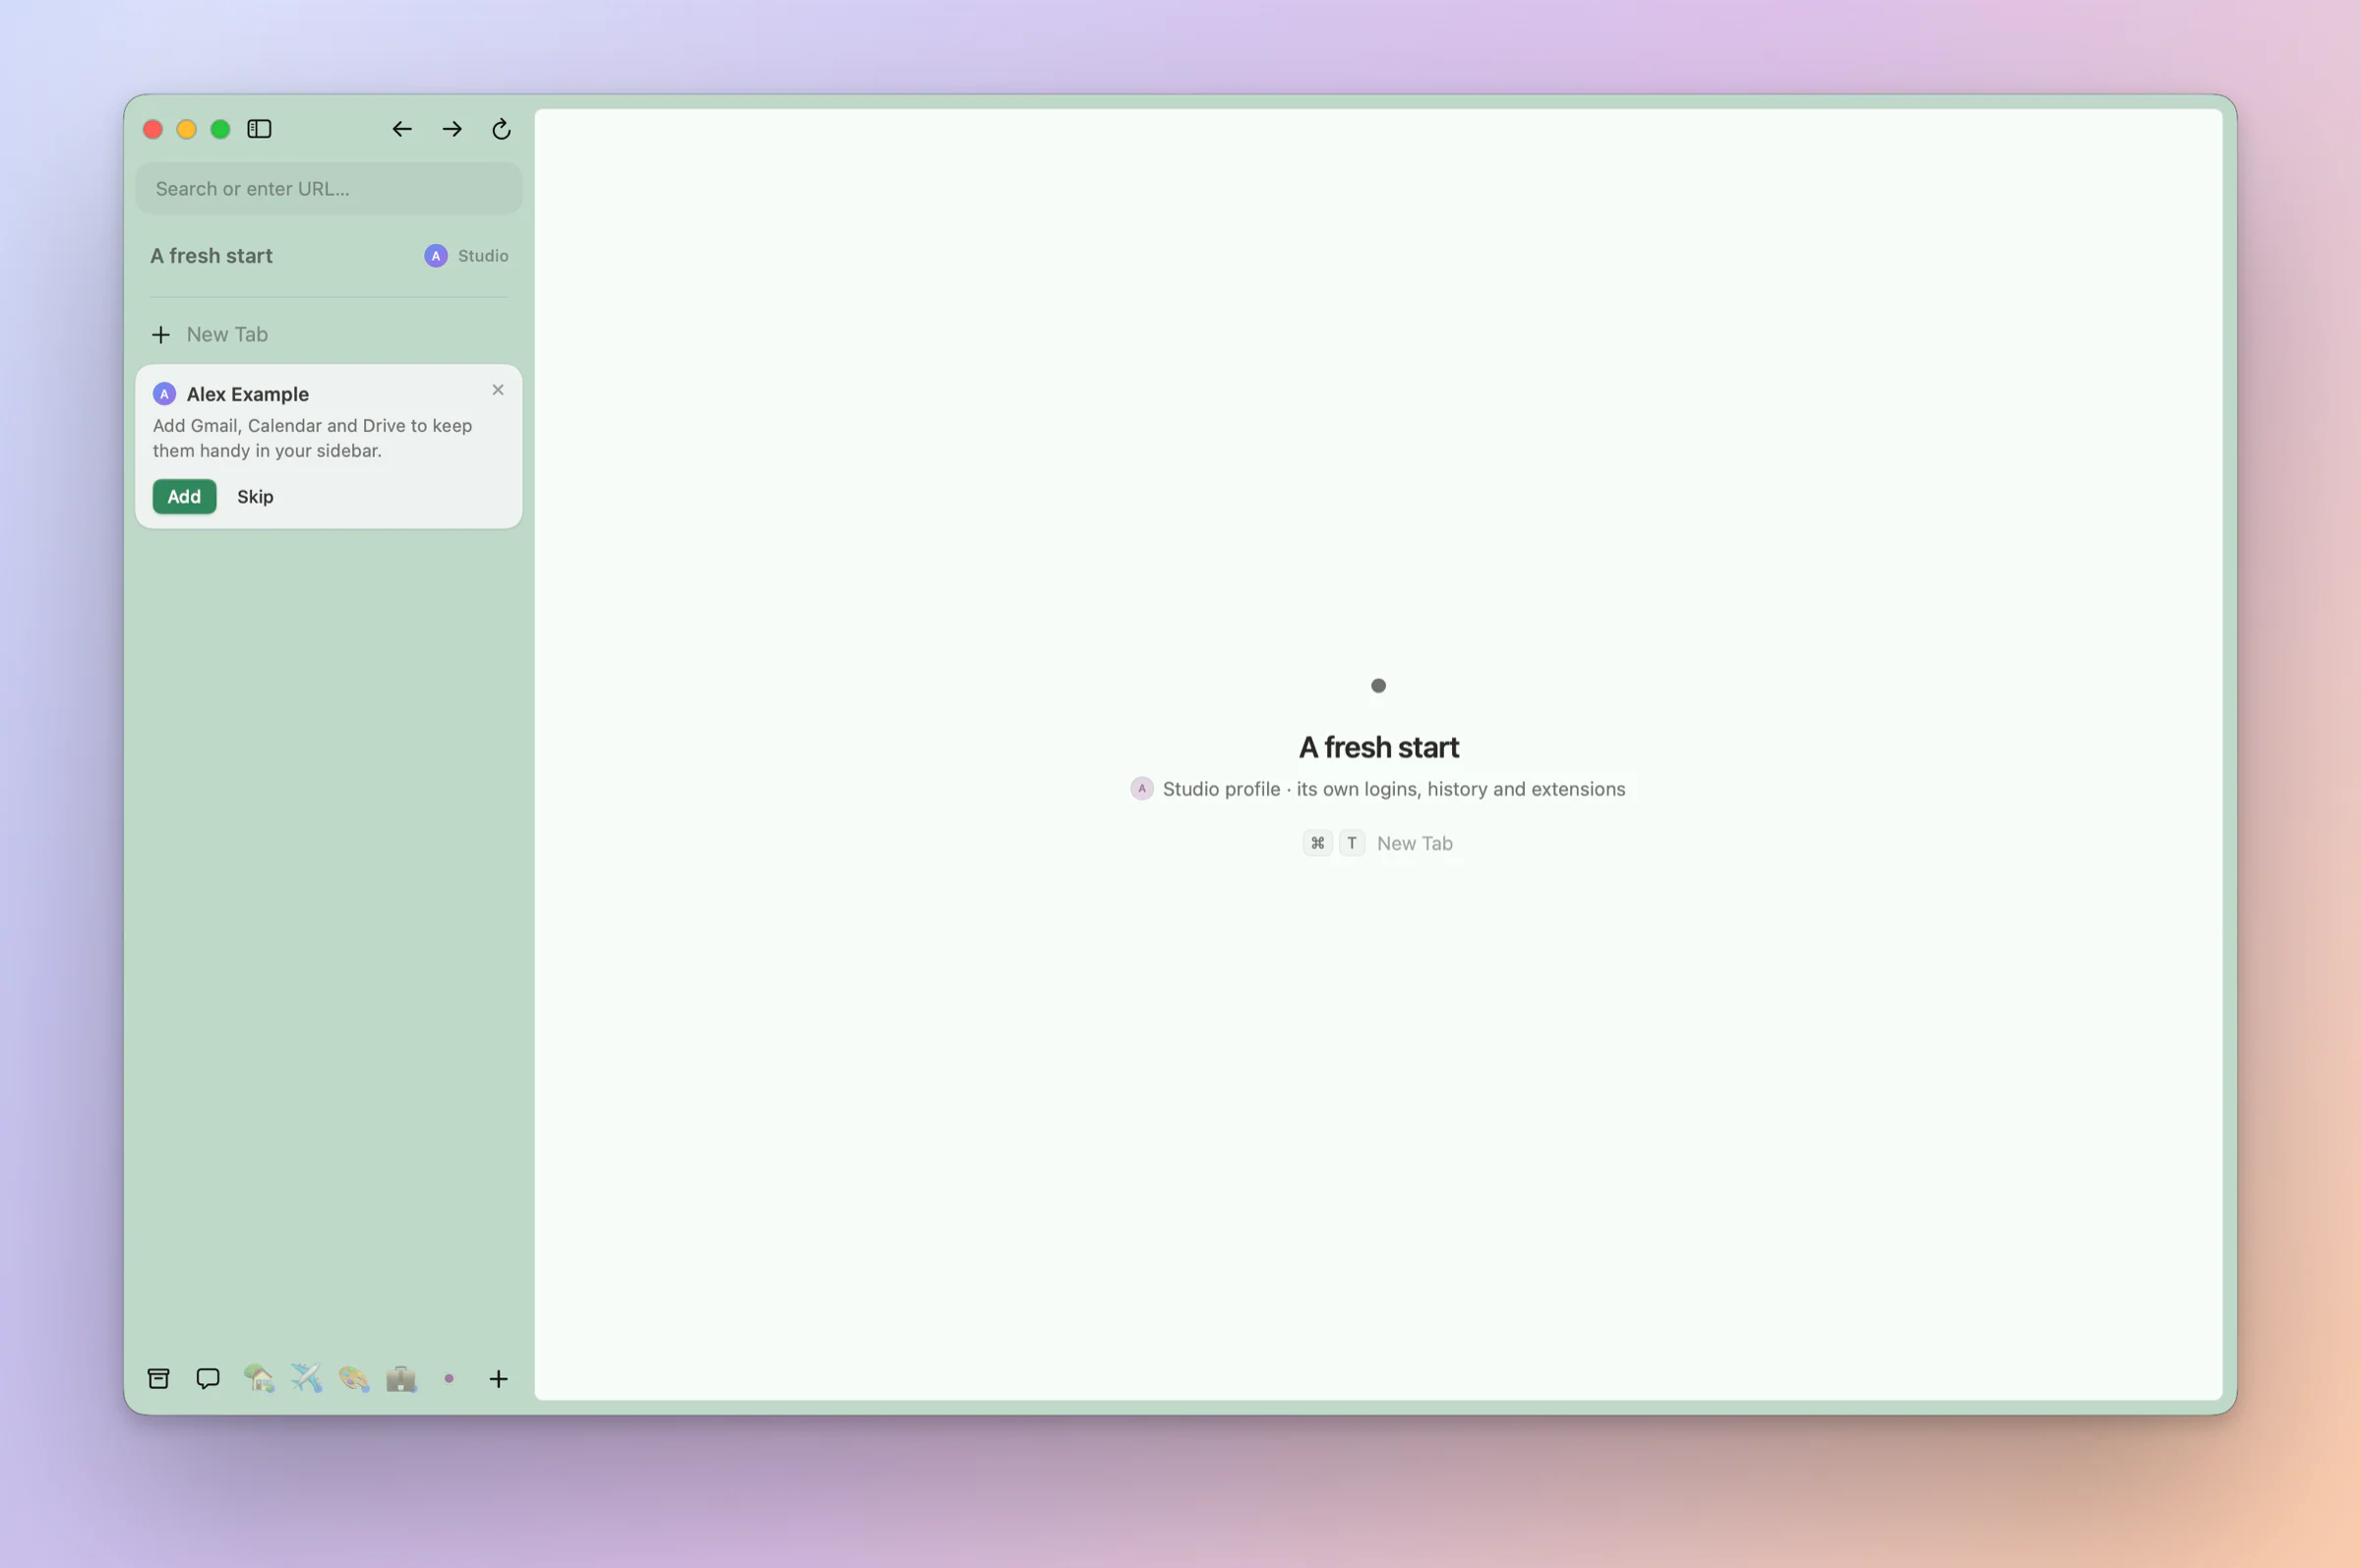 Search or enter URL...
A fresh start
A Studio
New Tab
A Alex Example
Add Gmail, Calendar and Drive to keep
them handy in your sidebar.
Add Skip
A fresh start
A Studio profile · its own logins, history and extensions
⌘ T New Tab